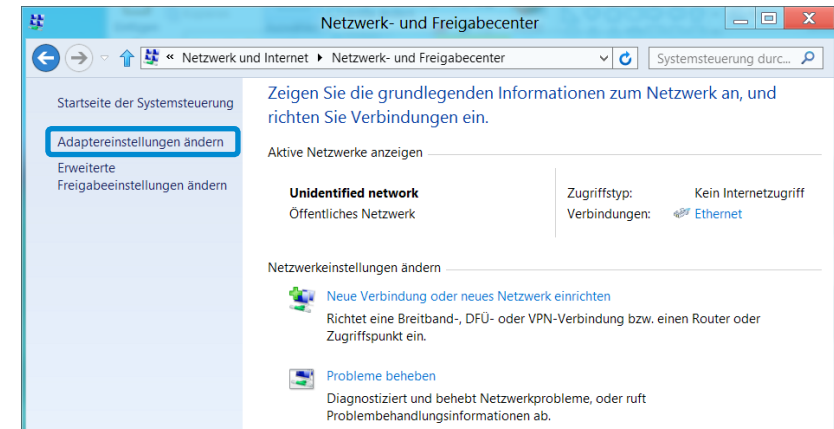 Netzwerk- und Freigabecenter
« Netzwerk und Internet Netzwerk- und Freigabecenter
Systemsteuerung durc...
Startseite der Systemsteuerung
Adaptereinstellungen ändern
Erweiterte
Freigabeeinstellungen ändern
Zeigen Sie die grundlegenden Informationen zum Netzwerk an, und
richten Sie Verbindungen ein.
Aktive Netzwerke anzeigen
Unidentified network
Öffentliches Netzwerk
Zugriffstyp: Kein Internetzugriff
Verbindungen: Ethernet
Netzwerkeinstellungen ändern
Neue Verbindung oder neues Netzwerk einrichten
Richtet eine Breitband-, DFÜ- oder VPN-Verbindung bzw. einen Router oder
Zugriffspunkt ein.
Probleme beheben
Diagnostiziert und behebt Netzwerkprobleme, oder ruft
Problembehandlungsinformationen ab.